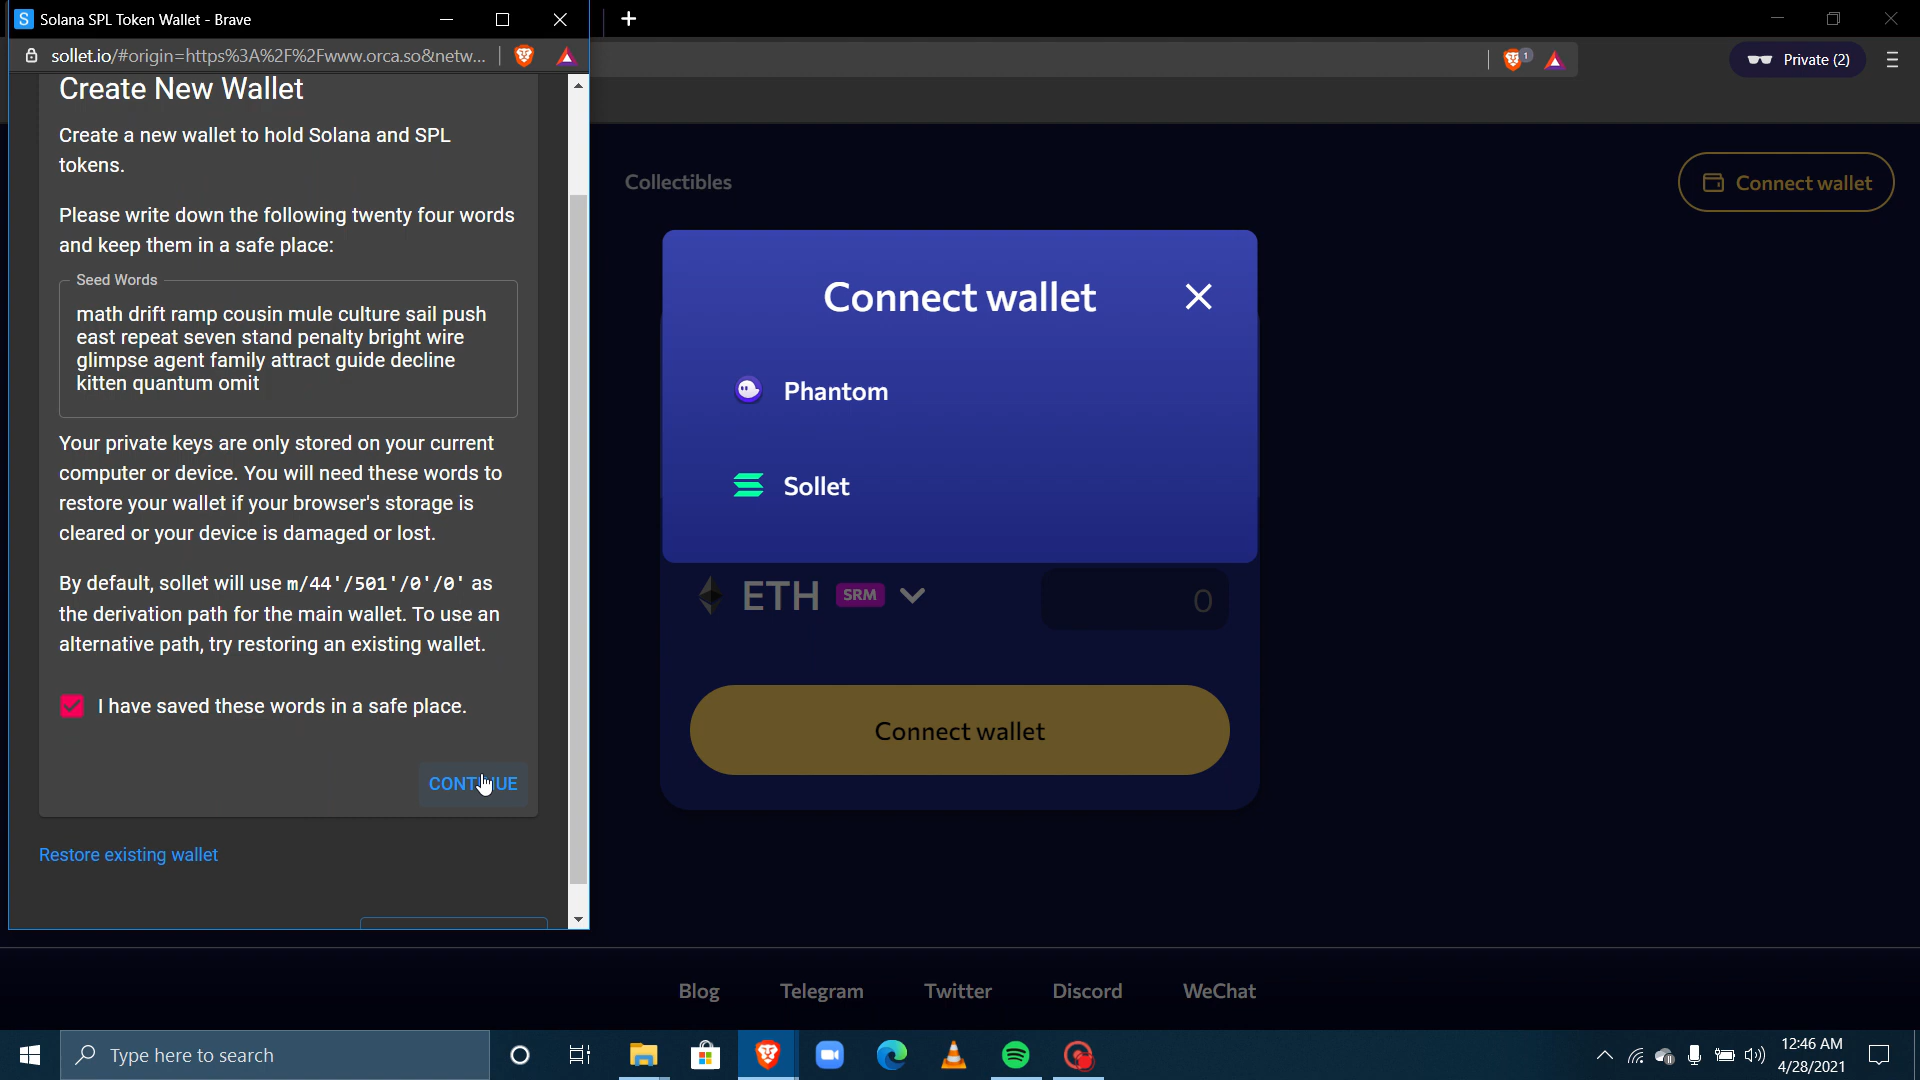 Solana SPL Token Wallet - Brave
sollet.io/#origin=https%3A%2F%2Fwww.orca.so&netw...
Private (2)
Create New Wallet
Create a new wallet to hold Solana and SPL
tokens.
Please write down the following twenty four words
and keep them in a safe place:
Seed Words
math drift ramp cousin mule culture sail push
east repeat seven stand penalty bright wire
glimpse agent family attract guide decline
kitten quantum omit
Your private keys are only stored on your current
computer or device. You will need these words to
restore your wallet if your browser's storage is
cleared or your device is damaged or lost.
By default, sollet will use m/44'/501'/0'/0' as
the derivation path for the main wallet. To use an
alternative path, try restoring an existing wallet.
I have saved these words in a safe place.
CONTINUE
Restore existing wallet
Collectibles
Connect wallet
Connect wallet
Phantom
Sollet
ETH SRM
0
Connect wallet
Blog Telegram Twitter Discord WeChat
Type here to search
12:46 AM
4/28/2021